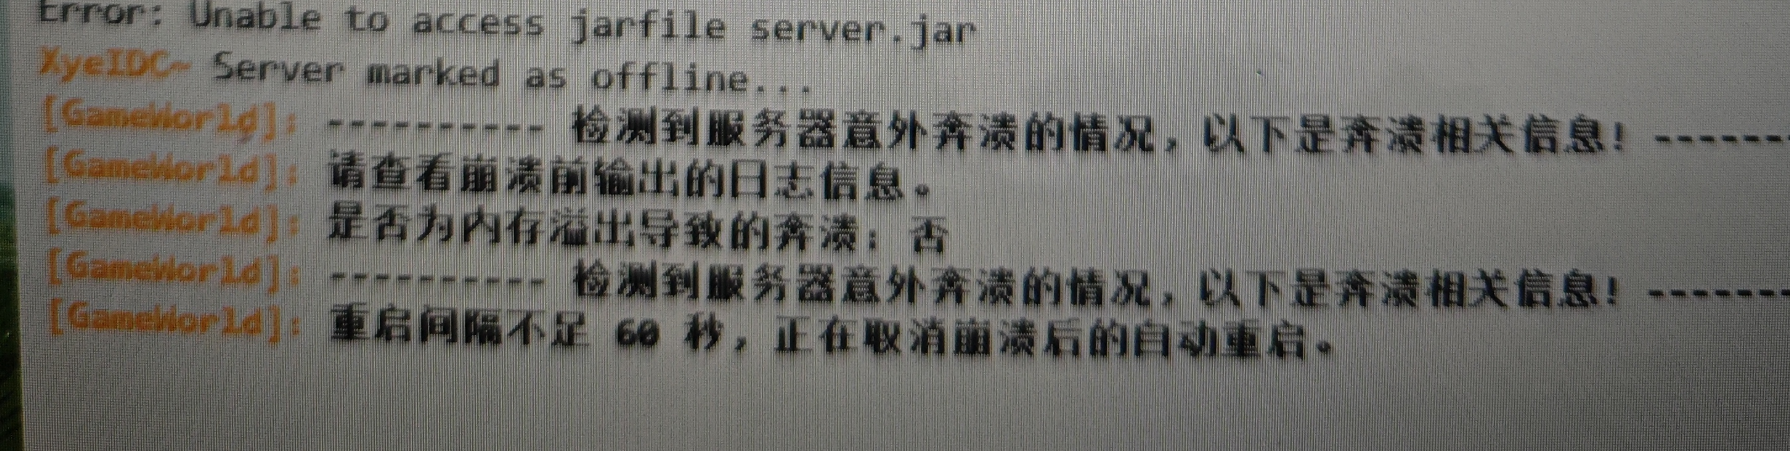 Error: Unable to access jarfile server.jar
XyeIDC~ Server marked as offline...
[GameWorld]: ---------- 检测到服务器意外奔溃的情况，以下是奔溃相关信息！-------
[GameWorld]: 请查看崩溃前输出的日志信息。
[GameWorld]: 是否为内存溢出导致的奔溃：否
[GameWorld]: ---------- 检测到服务器意外奔溃的情况，以下是奔溃相关信息！-------
[GameWorld]: 重启间隔不足 60 秒，正在取消崩溃后的自动重启。